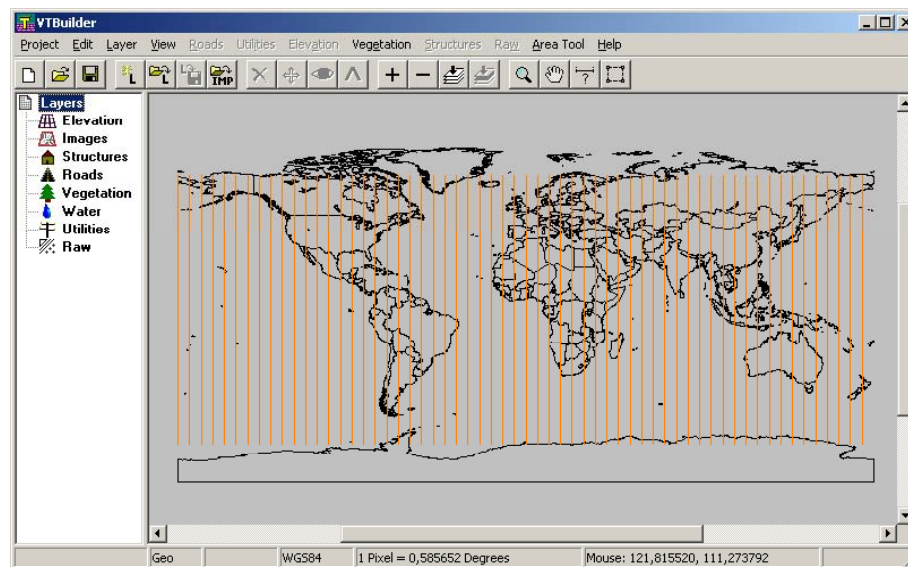 VTBuilder
Project Edit Layer View Roads Utilities Elevation Vegetation Structures Raw Area Tool Help
L L IMP ?
Layers
Elevation
Images
Structures
Roads
Vegetation
Water
Utilities
Raw
Geo WGS84 1 Pixel = 0,585652 Degrees Mouse: 121,815520, 111,273792